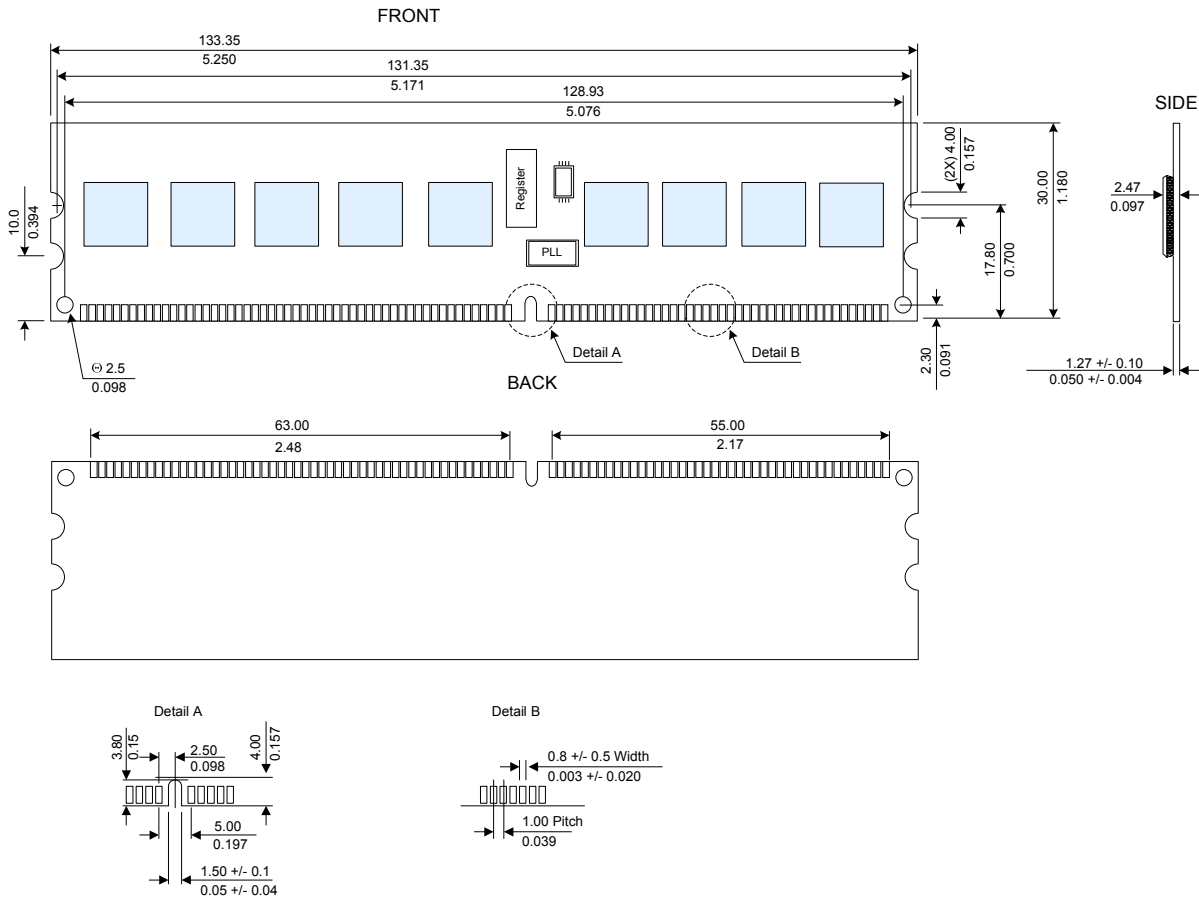 FRONT
133.35
5.250
131.35
5.171
128.93
5.076
SIDE
(2X) 4.00
0.157
30.00
1.180
2.47
0.097
10.0
0.394
Register
PLL
17.80
0.700
2.30
0.091
Detail A
Detail B
Θ 2.5
0.098
1.27 +/- 0.10
0.050 +/- 0.004
BACK
63.00
2.48
55.00
2.17
Detail A
3.80
0.15
2.50
0.098
4.00
0.157
5.00
0.197
1.50 +/- 0.1
0.05 +/- 0.04
Detail B
0.8 +/- 0.5 Width
0.003 +/- 0.020
1.00 Pitch
0.039